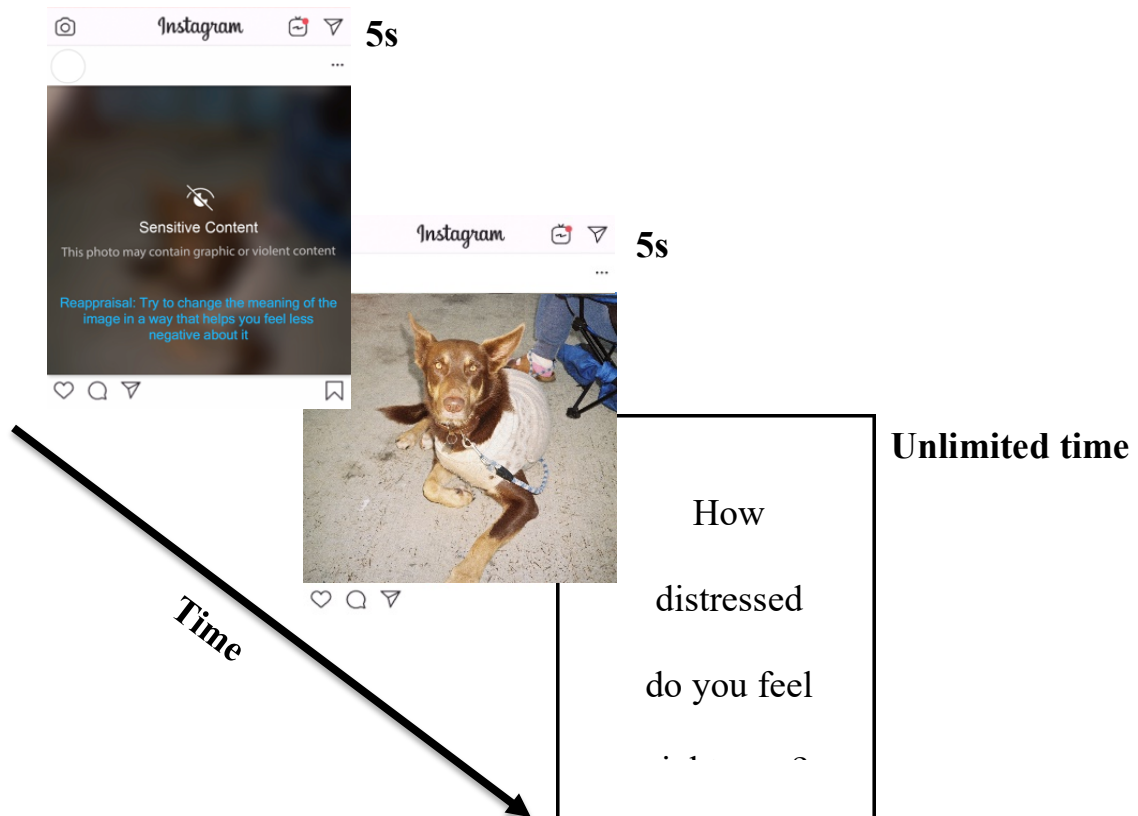 Instagram
5s
Sensitive Content
This photo may contain graphic or violent content
Reappraisal: Try to change the meaning of the
image in a way that helps you feel less
negative about it
Instagram
5s
Unlimited time
How
distressed
do you feel
Time